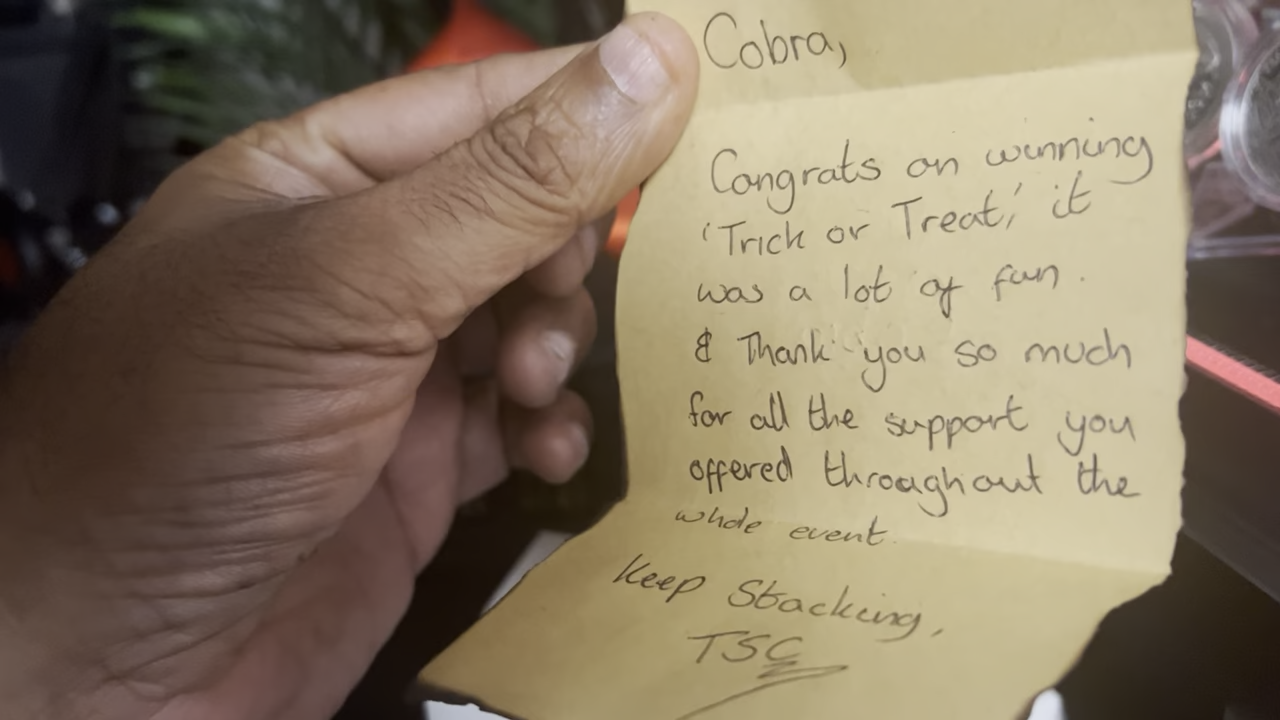 Cobra,
Congrats on winning
'Trick or Treat,' it
was a lot of fun.
& Thank you so much
for all the support you
offered throughout the
whole event.
Keep Stacking,
TSC